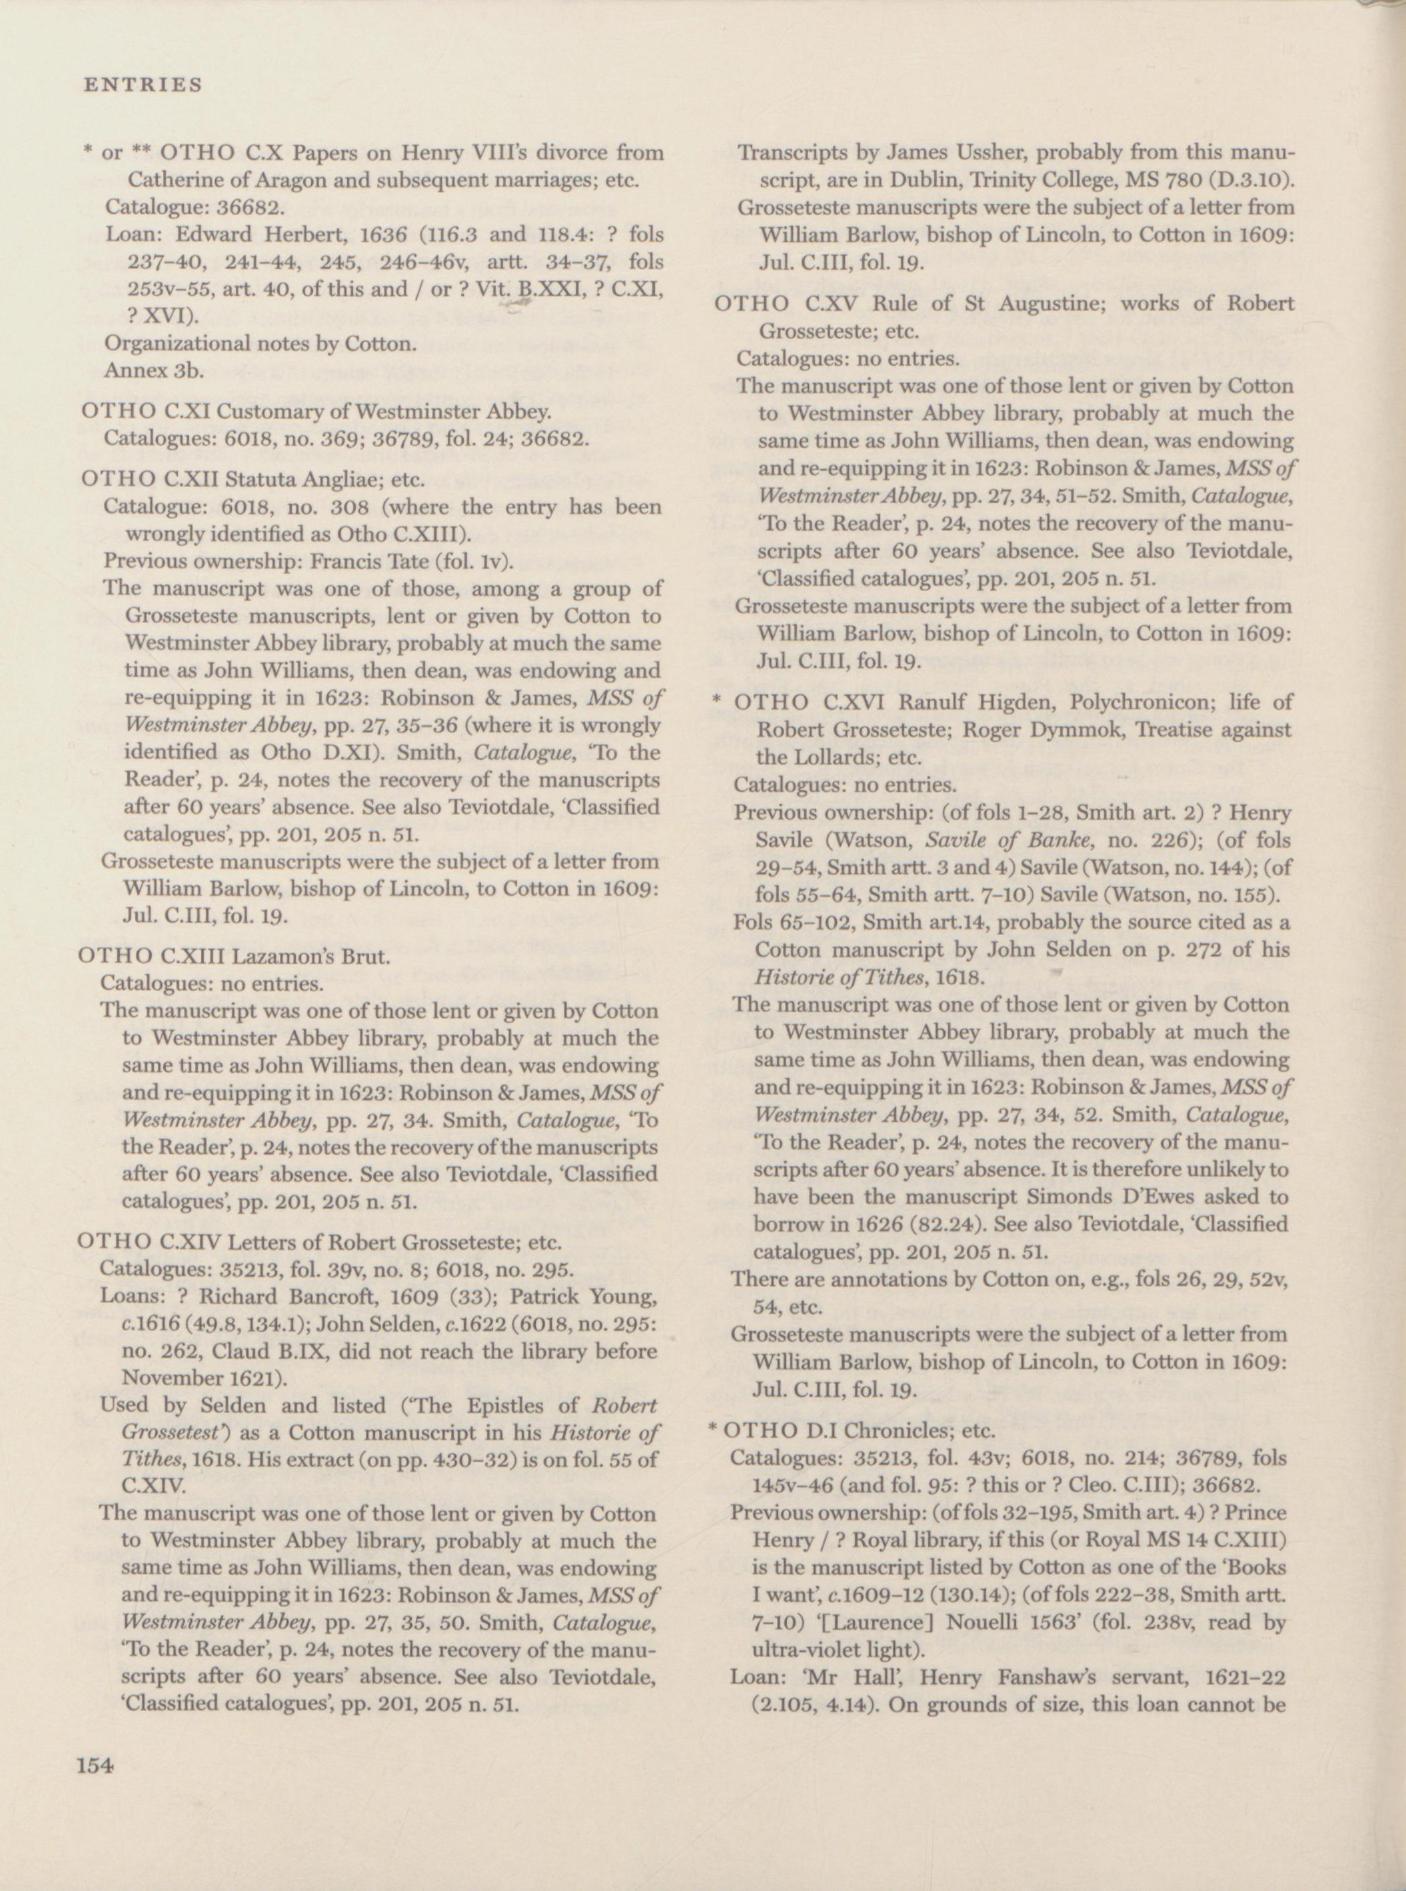 ENTRIES
* or ** OTHO C.X Papers on Henry VIII's divorce from
Catherine of Aragon and subsequent marriages; etc.
Catalogue: 36682.
Loan: Edward Herbert, 1636 (116.3 and 118.4: ? fols
237–40, 241–44, 245, 246–46v, artt. 34–37, fols
253v–55, art. 40, of this and / or ? Vit. B.XXI, ? C.XI,
? XVI).
Organizational notes by Cotton.
Annex 3b.
OTHO C.XI Customary of Westminster Abbey.
Catalogues: 6018, no. 369; 36789, fol. 24; 36682.
OTHO C.XII Statuta Angliae; etc.
Catalogue: 6018, no. 308 (where the entry has been
wrongly identified as Otho C.XIII).
Previous ownership: Francis Tate (fol. 1v).
The manuscript was one of those, among a group of
Grosseteste manuscripts, lent or given by Cotton to
Westminster Abbey library, probably at much the same
time as John Williams, then dean, was endowing and
re-equipping it in 1623: Robinson & James, MSS of
Westminster Abbey, pp. 27, 35–36 (where it is wrongly
identified as Otho D.XI). Smith, Catalogue, 'To the
Reader', p. 24, notes the recovery of the manuscripts
after 60 years' absence. See also Teviotdale, 'Classified
catalogues', pp. 201, 205 n. 51.
Grosseteste manuscripts were the subject of a letter from
William Barlow, bishop of Lincoln, to Cotton in 1609:
Jul. C.III, fol. 19.
OTHO C.XIII Lazamon's Brut.
Catalogues: no entries.
The manuscript was one of those lent or given by Cotton
to Westminster Abbey library, probably at much the
same time as John Williams, then dean, was endowing
and re-equipping it in 1623: Robinson & James, MSS of
Westminster Abbey, pp. 27, 34. Smith, Catalogue, 'To
the Reader', p. 24, notes the recovery of the manuscripts
after 60 years' absence. See also Teviotdale, 'Classified
catalogues', pp. 201, 205 n. 51.
OTHO C.XIV Letters of Robert Grosseteste; etc.
Catalogues: 35213, fol. 39v, no. 8; 6018, no. 295.
Loans: ? Richard Bancroft, 1609 (33); Patrick Young,
c.1616 (49.8, 134.1); John Selden, c.1622 (6018, no. 295:
no. 262, Claud B.IX, did not reach the library before
November 1621).
Used by Selden and listed ('The Epistles of Robert
Grossetest') as a Cotton manuscript in his Historie of
Tithes, 1618. His extract (on pp. 430–32) is on fol. 55 of
C.XIV.
The manuscript was one of those lent or given by Cotton
to Westminster Abbey library, probably at much the
same time as John Williams, then dean, was endowing
and re-equipping it in 1623: Robinson & James, MSS of
Westminster Abbey, pp. 27, 35, 50. Smith, Catalogue,
'To the Reader', p. 24, notes the recovery of the manu-
scripts after 60 years' absence. See also Teviotdale,
'Classified catalogues', pp. 201, 205 n. 51.
Transcripts by James Ussher, probably from this manu-
script, are in Dublin, Trinity College, MS 780 (D.3.10).
Grosseteste manuscripts were the subject of a letter from
William Barlow, bishop of Lincoln, to Cotton in 1609:
Jul. C.III, fol. 19.
OTHO C.XV Rule of St Augustine; works of Robert
Grosseteste; etc.
Catalogues: no entries.
The manuscript was one of those lent or given by Cotton
to Westminster Abbey library, probably at much the
same time as John Williams, then dean, was endowing
and re-equipping it in 1623: Robinson & James, MSS of
Westminster Abbey, pp. 27, 34, 51–52. Smith, Catalogue,
'To the Reader', p. 24, notes the recovery of the manu-
scripts after 60 years' absence. See also Teviotdale,
'Classified catalogues', pp. 201, 205 n. 51.
Grosseteste manuscripts were the subject of a letter from
William Barlow, bishop of Lincoln, to Cotton in 1609:
Jul. C.III, fol. 19.
* OTHO C.XVI Ranulf Higden, Polychronicon; life of
Robert Grosseteste; Roger Dymmok, Treatise against
the Lollards; etc.
Catalogues: no entries.
Previous ownership: (of fols 1–28, Smith art. 2) ? Henry
Savile (Watson, Savile of Banke, no. 226); (of fols
29–54, Smith artt. 3 and 4) Savile (Watson, no. 144); (of
fols 55–64, Smith artt. 7–10) Savile (Watson, no. 155).
Fols 65–102, Smith art.14, probably the source cited as a
Cotton manuscript by John Selden on p. 272 of his
Historie of Tithes, 1618.
The manuscript was one of those lent or given by Cotton
to Westminster Abbey library, probably at much the
same time as John Williams, then dean, was endowing
and re-equipping it in 1623: Robinson & James, MSS of
Westminster Abbey, pp. 27, 34, 52. Smith, Catalogue,
'To the Reader', p. 24, notes the recovery of the manu-
scripts after 60 years' absence. It is therefore unlikely to
have been the manuscript Simonds D'Ewes asked to
borrow in 1626 (82.24). See also Teviotdale, 'Classified
catalogues', pp. 201, 205 n. 51.
There are annotations by Cotton on, e.g., fols 26, 29, 52v,
54, etc.
Grosseteste manuscripts were the subject of a letter from
William Barlow, bishop of Lincoln, to Cotton in 1609:
Jul. C.III, fol. 19.
* OTHO D.I Chronicles; etc.
Catalogues: 35213, fol. 43v; 6018, no. 214; 36789, fols
145v–46 (and fol. 95: ? this or ? Cleo. C.III); 36682.
Previous ownership: (of fols 32–195, Smith art. 4) ? Prince
Henry / ? Royal library, if this (or Royal MS 14 C.XIII)
is the manuscript listed by Cotton as one of the 'Books
I want', c.1609–12 (130.14); (of fols 222–38, Smith artt.
7–10) '[Laurence] Nouelli 1563' (fol. 238v, read by
ultra-violet light).
Loan: 'Mr Hall', Henry Fanshaw's servant, 1621–22
(2.105, 4.14). On grounds of size, this loan cannot be
154